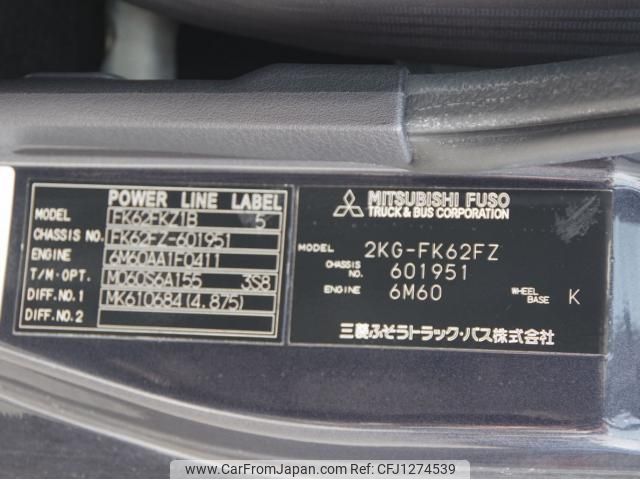 POWER LINE LABEL
MODEL FK62FKZ1B 5
CHASSIS NO. FK62FZ-601951
ENGINE 6M60AA1F0411
T/M·OPT. M060S6A155 3S8
DIFF.NO.1 MK610684(4.875)
DIFF.NO.2
MITSUBISHI FUSO
TRUCK & BUS CORPORATION
MODEL 2KG-FK62FZ
CHASSIS NO. 601951
ENGINE 6M60 WHEEL BASE K
三菱ふそうトラック・バス株式会社
CAR FROM JAPAN www.carfromjapan.com CFJ1274539